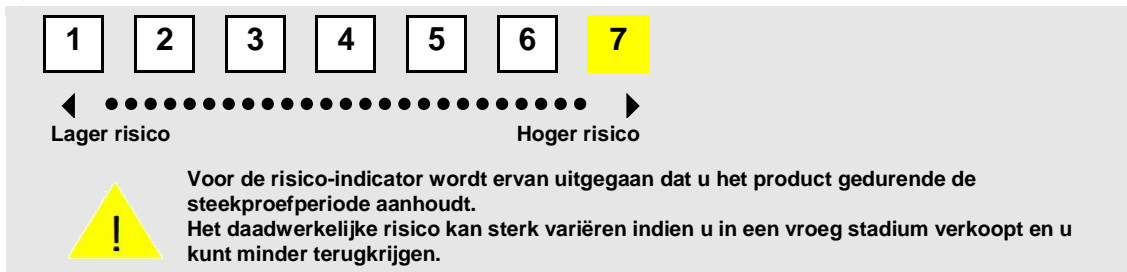 1 2 3 4 5 6 7
Lager risico Hoger risico
! Voor de risico-indicator wordt ervan uitgegaan dat u het product gedurende de
steekproefperiode aanhoudt.
Het daadwerkelijke risico kan sterk variëren indien u in een vroeg stadium verkoopt en u
kunt minder terugkrijgen.